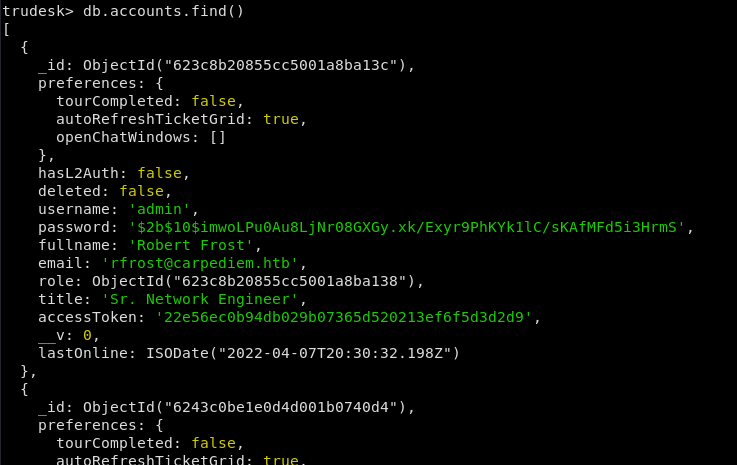 trudesk> db.accounts.find()
[
  {
    _id: ObjectId("623c8b20855cc5001a8ba13c"),
    preferences: {
      tourCompleted: false,
      autoRefreshTicketGrid: true,
      openChatWindows: []
    },
    hasL2Auth: false,
    deleted: false,
    username: 'admin',
    password: '$2b$10$imwoLPu0Au8LjNr08GXGy.xk/Exyr9PhKYk1lC/sKAfMFd5i3HrmS',
    fullname: 'Robert Frost',
    email: 'rfrost@carpediem.htb',
    role: ObjectId("623c8b20855cc5001a8ba138"),
    title: 'Sr. Network Engineer',
    accessToken: '22e56ec0b94db029b07365d520213ef6f5d3d2d9',
    __v: 0,
    lastOnline: ISODate("2022-04-07T20:30:32.198Z")
  },
  {
    _id: ObjectId("6243c0be1e0d4d001b0740d4"),
    preferences: {
      tourCompleted: false,
      autoRefreshTicketGrid: true,